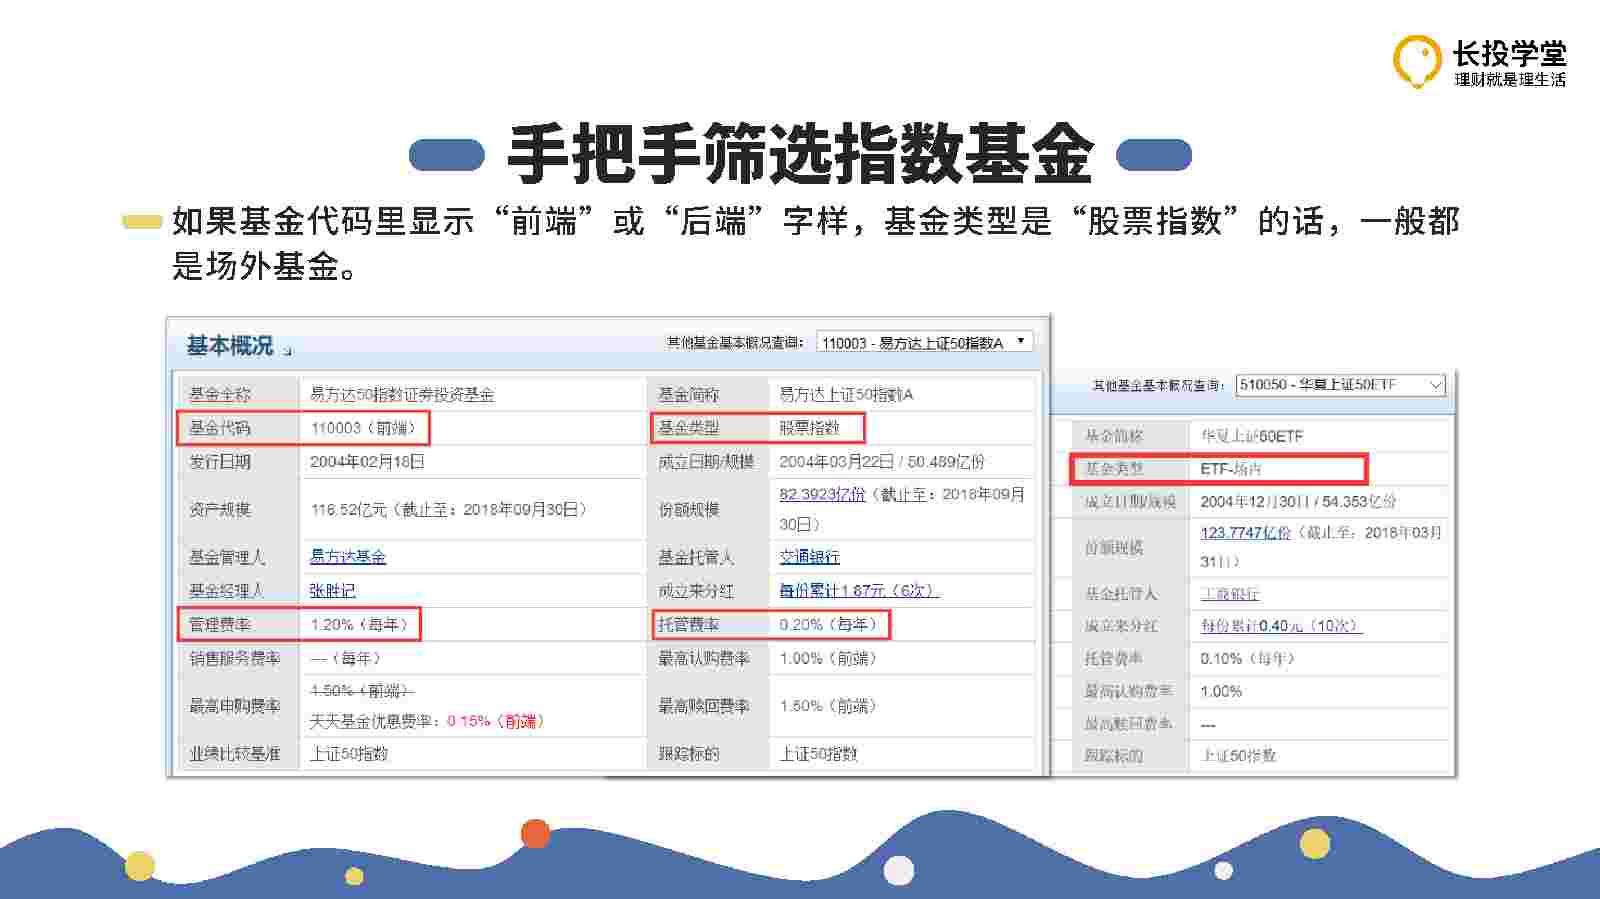 长投学堂
理财就是理生活
手把手筛选指数基金
如果基金代码里显示“前端”或“后端”字样，基金类型是“股票指数”的话，一般都
是场外基金。
基本概况
其他基金基本概况查询： 110003 - 易方达上证50指数A
基金全称 易方达50指数证券投资基金 基金简称 易方达上证50指数A
基金代码 110003（前端） 基金类型 股票指数
发行日期 2004年02月18日 成立日期/规模 2004年03月22日 / 50.489亿份
资产规模 116.52亿元（截止至：2018年09月30日） 份额规模 82.3923亿份（截止至：2018年09月
30日）
基金管理人 易方达基金 基金托管人 交通银行
基金经理人 张胜记 成立来分红 每份累计1.87元（6次）
管理费率 1.20%（每年） 托管费率 0.20%（每年）
销售服务费率 ---（每年） 最高认购费率 1.00%（前端）
最高申购费率 1.50%（前端）
天天基金优惠费率：0.15%（前端） 最高赎回费率 1.50%（前端）
业绩比较基准 上证50指数 跟踪标的 上证50指数
其他基金基本概况查询： 510050 - 华夏上证50ETF
基金简称 华夏上证50ETF
基金类型 ETF-场内
成立日期/规模 2004年12月30日 / 54.353亿份
份额规模 123.7747亿份（截止至：2018年03月
31日）
基金托管人 工商银行
成立来分红 每份累计0.40元（10次）
托管费率 0.10%（每年）
最高认购费率 1.00%
最高赎回费率 ---
跟踪标的 上证50指数